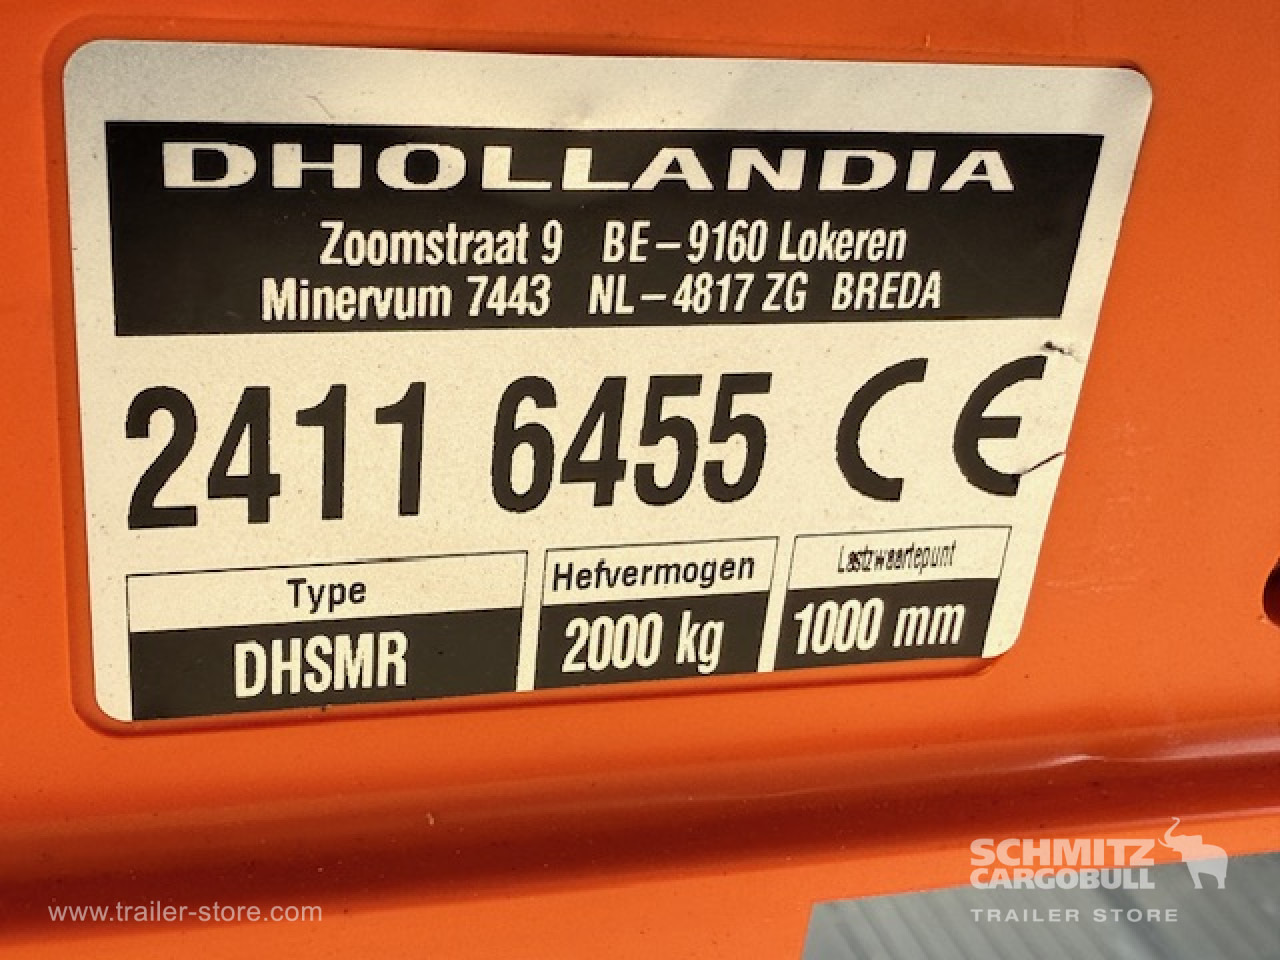 DHOLLANDIA
Zoomstraat 9 BE-9160 Lokeren
Minervum 7443 NL-4817 ZG BREDA
2411 6455 CE
Type Hefvermogen Lastzwaartepunt
DHSMR 2000 kg 1000 mm
SCHMITZ
CARGOBULL
TRAILER STORE
www.trailer-store.com